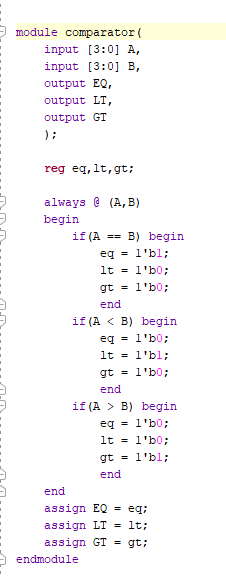 module comparator(
    input [3:0] A,
    input [3:0] B,
    output EQ,
    output LT,
    output GT
    );

    reg eq,lt,gt;

    always @ (A,B)
    begin
        if(A == B) begin
            eq = 1'b1;
            lt = 1'b0;
            gt = 1'b0;
            end
        if(A < B) begin
            eq = 1'b0;
            lt = 1'b1;
            gt = 1'b0;
            end
        if(A > B) begin
            eq = 1'b0;
            lt = 1'b0;
            gt = 1'b1;
            end
    end
    assign EQ = eq;
    assign LT = lt;
    assign GT = gt;
endmodule